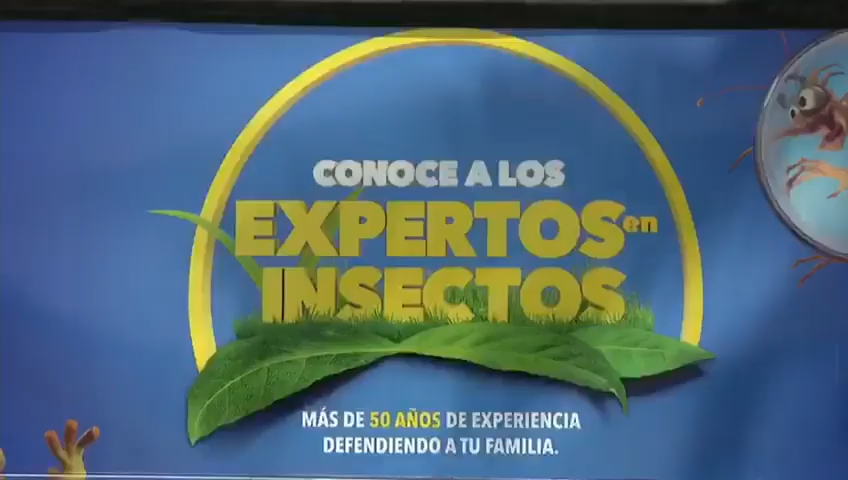 CONOCE A LOS
EXPERTOS en
INSECTOS
MÁS DE 50 AÑOS DE EXPERIENCIA
DEFENDIENDO A TU FAMILIA.